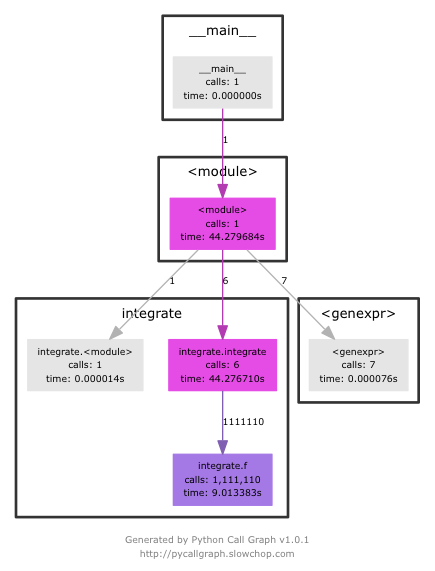 __main__
__main__
calls: 1
time: 0.000000s
1
<module>
<module>
calls: 1
time: 44.279684s
1
6
7
integrate
<genexpr>
integrate.<module>
calls: 1
time: 0.000014s
integrate.integrate
calls: 6
time: 44.276710s
<genexpr>
calls: 7
time: 0.000076s
1111110
integrate.f
calls: 1,111,110
time: 9.013383s
Generated by Python Call Graph v1.0.1
http://pycallgraph.slowchop.com